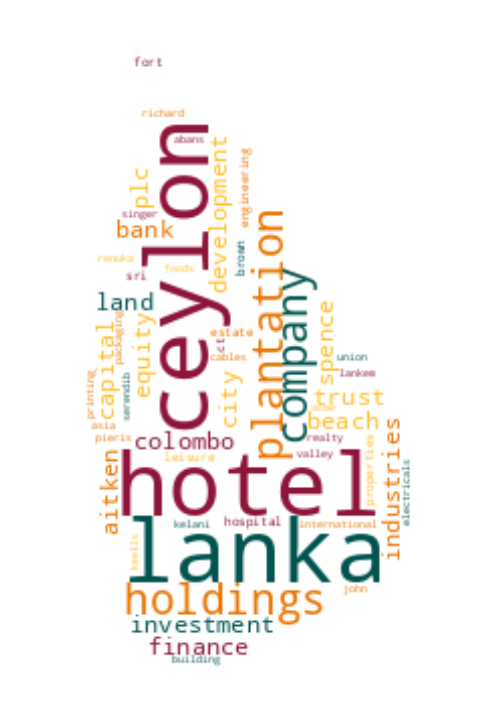 fort
richard
abans
ceylon
plc
development
engineering
singer
bank
plantation
brown
renuka
foods
sri
company
land
capital
packaging
equity
spence
estate
ct
cables
union
lankem
city
printing
serendib
trust
acme
asia
beach
pieris
colombo
realty
industries
aitken
hotel
leisure
valley
properties
electricals
lanka
kelani
hospital
international
keells
holdings
john
investment
finance
building